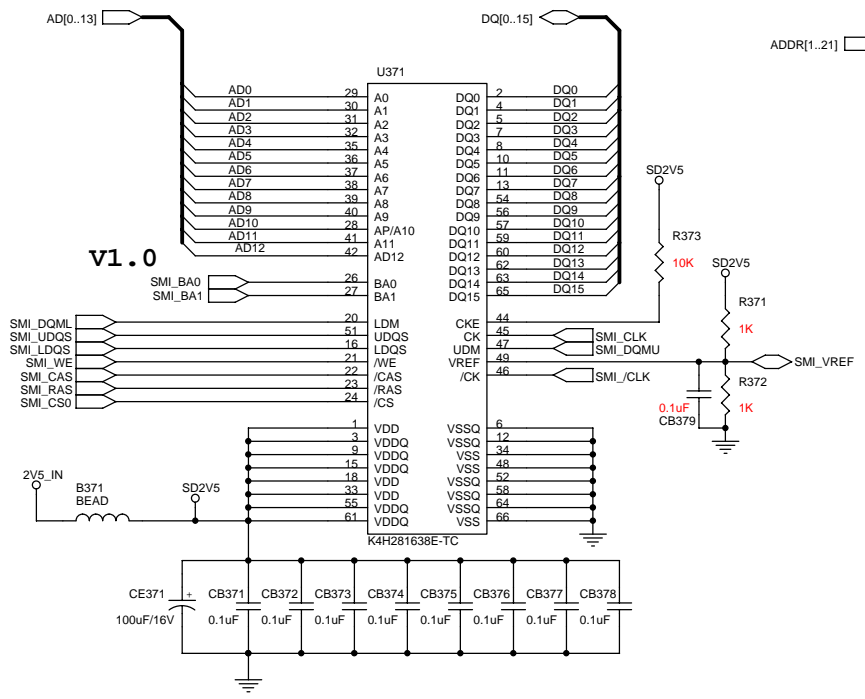 AD[0..13]
DQ[0..15]
ADDR[1..21]
U371
AD0 29 A0 DQ0 2 DQ0
AD1 30 A1 DQ1 4 DQ1
AD2 31 A2 DQ2 5 DQ2
AD3 32 A3 DQ3 7 DQ3
AD4 35 A4 DQ4 8 DQ4
AD5 36 A5 DQ5 10 DQ5
AD6 37 A6 DQ6 11 DQ6
AD7 38 A7 DQ7 13 DQ7
AD8 39 A8 DQ8 54 DQ8
AD9 40 A9 DQ9 56 DQ9
AD10 28 AP/A10 DQ10 57 DQ10
AD11 41 A11 DQ11 59 DQ11
AD12 42 AD12 DQ12 60 DQ12
DQ13 62 DQ13
DQ14 63 DQ14
DQ15 65 DQ15
V1.0
SMI_BA0 26 BA0
SMI_BA1 27 BA1
SMI_DQML 20 LDM CKE 44
SMI_UDQS 51 UDQS CK 45 SMI_CLK
SMI_LDQS 16 LDQS UDM 47 SMI_DQMU
SMI_WE 21 /WE VREF 49
SMI_CAS 22 /CAS /CK 46 SMI_/CLK
SMI_RAS 23 /RAS
SMI_CS0 24 /CS
SD2V5
R373
10K
SD2V5
R371
1K
SMI_VREF
R372
1K
0.1uF
CB379
1 VDD VSSQ 6
3 VDDQ VSSQ 12
9 VDDQ VSS 34
15 VDDQ VSS 48
18 VDD VSSQ 52
33 VDD VSSQ 58
55 VDDQ VSSQ 64
61 VDDQ VSS 66
K4H281638E-TC
2V5_IN
B371
BEAD
SD2V5
CE371
+
100uF/16V
CB371 CB372 CB373 CB374 CB375 CB376 CB377 CB378
0.1uF 0.1uF 0.1uF 0.1uF 0.1uF 0.1uF 0.1uF 0.1uF